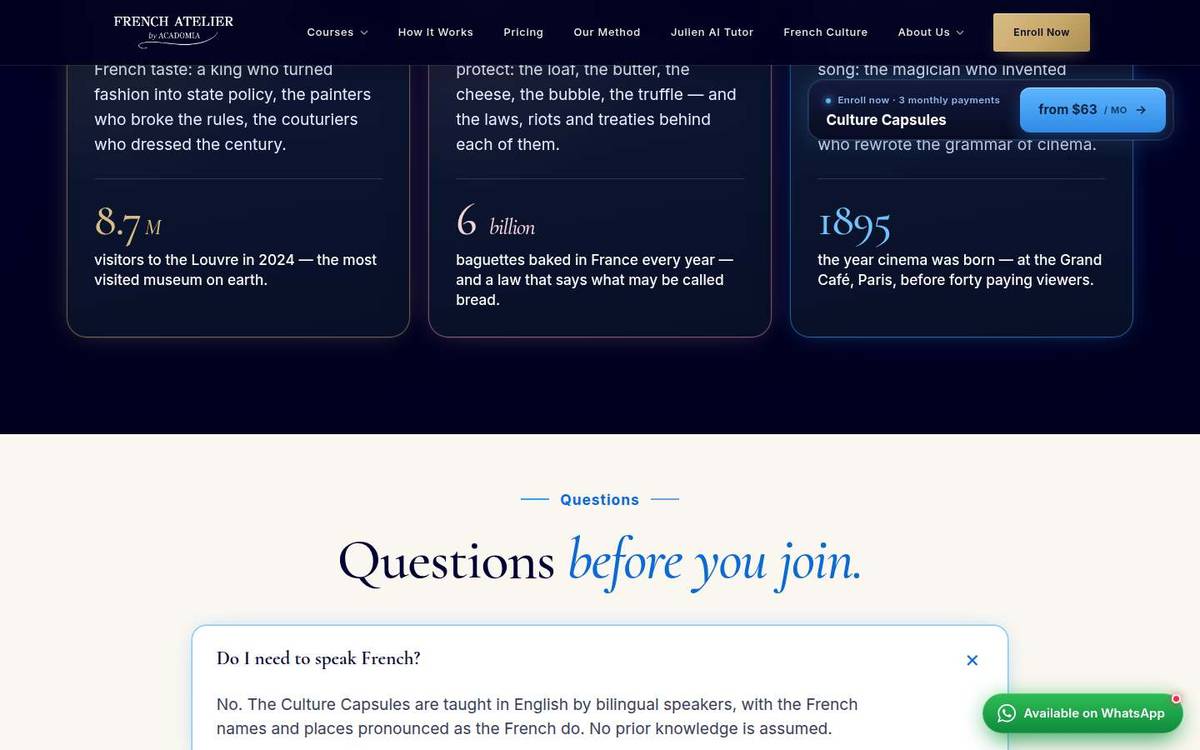 FRENCH ATELIER
by ACADOMIA
Courses
How It Works
Pricing
Our Method
Julien AI Tutor
French Culture
About Us
Enroll Now
French taste: a king who turned
fashion into state policy, the painters
who broke the rules, the couturiers
who dressed the century.
8.7 M
visitors to the Louvre in 2024 — the most
visited museum on earth.
protect: the loaf, the butter, the
cheese, the bubble, the truffle — and
the laws, riots and treaties behind
each of them.
6 billion
baguettes baked in France every year —
and a law that says what may be called
bread.
song: the magician who invented
who rewrote the grammar of cinema.
1895
the year cinema was born — at the Grand
Café, Paris, before forty paying viewers.
Enroll now · 3 monthly payments
Culture Capsules
from $63 / MO →
Questions
Questions before you join.
Do I need to speak French?
No. The Culture Capsules are taught in English by bilingual speakers, with the French
names and places pronounced as the French do. No prior knowledge is assumed.
Available on WhatsApp